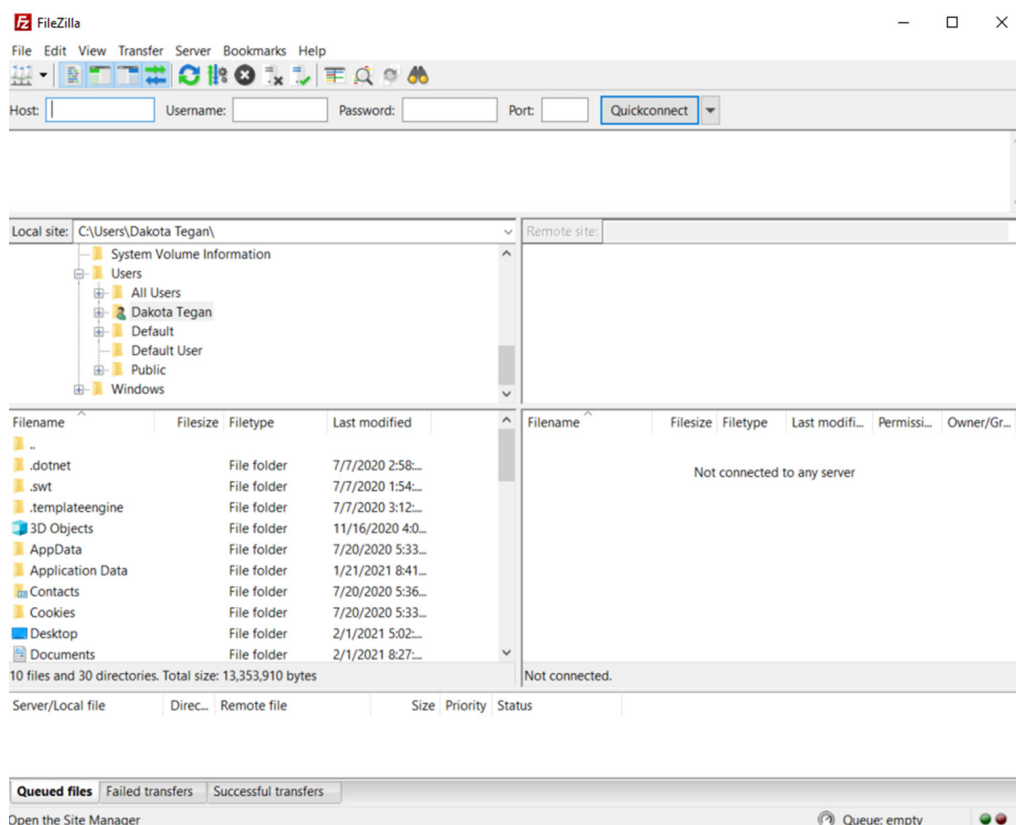 FileZilla
File Edit View Transfer Server Bookmarks Help
Host: Username: Password: Port: Quickconnect
Local site: C:\Users\Dakota Tegan\
Remote site:
System Volume Information
Users
All Users
Dakota Tegan
Default
Default User
Public
Windows
Filename Filesize Filetype Last modified
..
.dotnet File folder 7/7/2020 2:58:...
.swt File folder 7/7/2020 1:54:...
.templateengine File folder 7/7/2020 3:12:...
3D Objects File folder 11/16/2020 4:0...
AppData File folder 7/20/2020 5:33...
Application Data File folder 1/21/2021 8:41...
Contacts File folder 7/20/2020 5:36...
Cookies File folder 7/20/2020 5:33...
Desktop File folder 2/1/2021 5:02:...
Documents File folder 2/1/2021 8:27:...
10 files and 30 directories. Total size: 13,353,910 bytes
Filename Filesize Filetype Last modifi... Permissi... Owner/Gr...
Not connected to any server
Not connected.
Server/Local file Direc... Remote file Size Priority Status
Queued files Failed transfers Successful transfers
Open the Site Manager Queue: empty